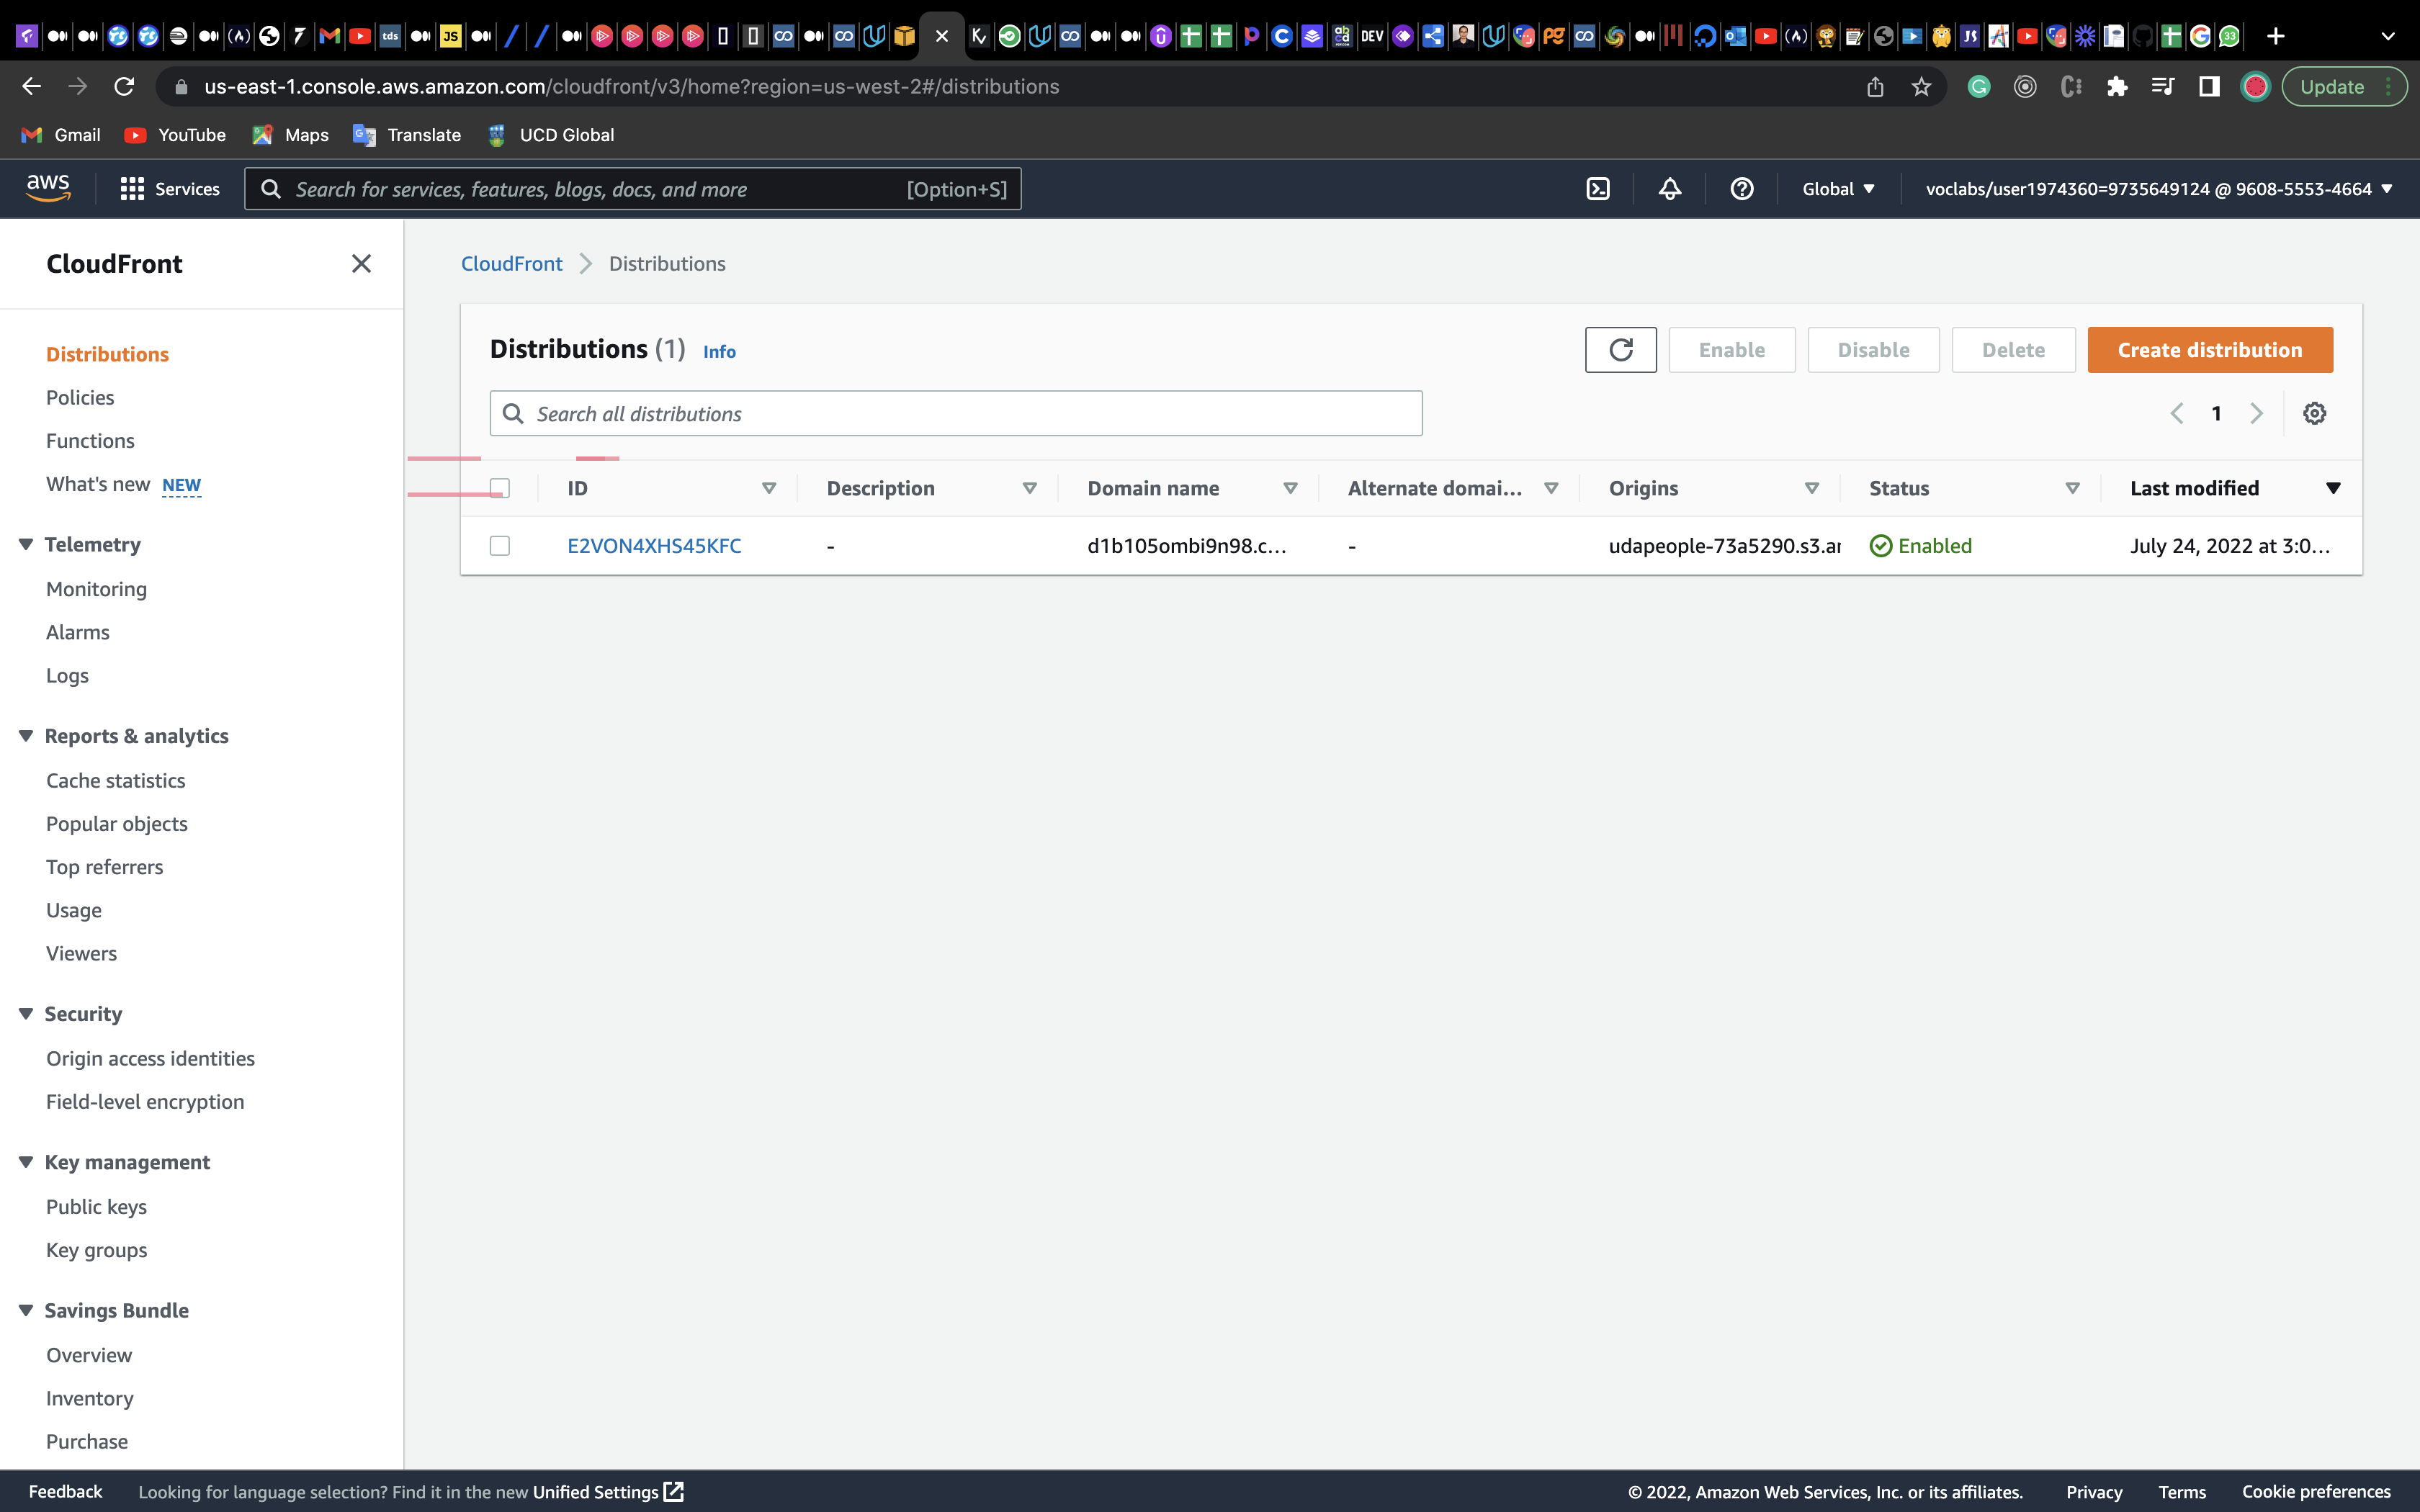 us-east-1.console.aws.amazon.com/cloudfront/v3/home?region=us-west-2#/distributions
Update
Gmail
YouTube
Maps
Translate
UCD Global
aws
Services
Search for services, features, blogs, docs, and more
[Option+S]
Global
voclabs/user1974360=9735649124 @ 9608-5553-4664
CloudFront
Distributions
Policies
Functions
What's new NEW
Telemetry
Monitoring
Alarms
Logs
Reports & analytics
Cache statistics
Popular objects
Top referrers
Usage
Viewers
Security
Origin access identities
Field-level encryption
Key management
Public keys
Key groups
Savings Bundle
Overview
Inventory
Purchase
CloudFront
Distributions
Distributions (1) Info
Enable
Disable
Delete
Create distribution
Search all distributions
1
ID
Description
Domain name
Alternate domai...
Origins
Status
Last modified
E2VON4XHS45KFC
-
d1b105ombi9n98.c...
-
udapeople-73a5290.s3.ar
Enabled
July 24, 2022 at 3:0...
Feedback
Looking for language selection? Find it in the new Unified Settings
© 2022, Amazon Web Services, Inc. or its affiliates.
Privacy
Terms
Cookie preferences